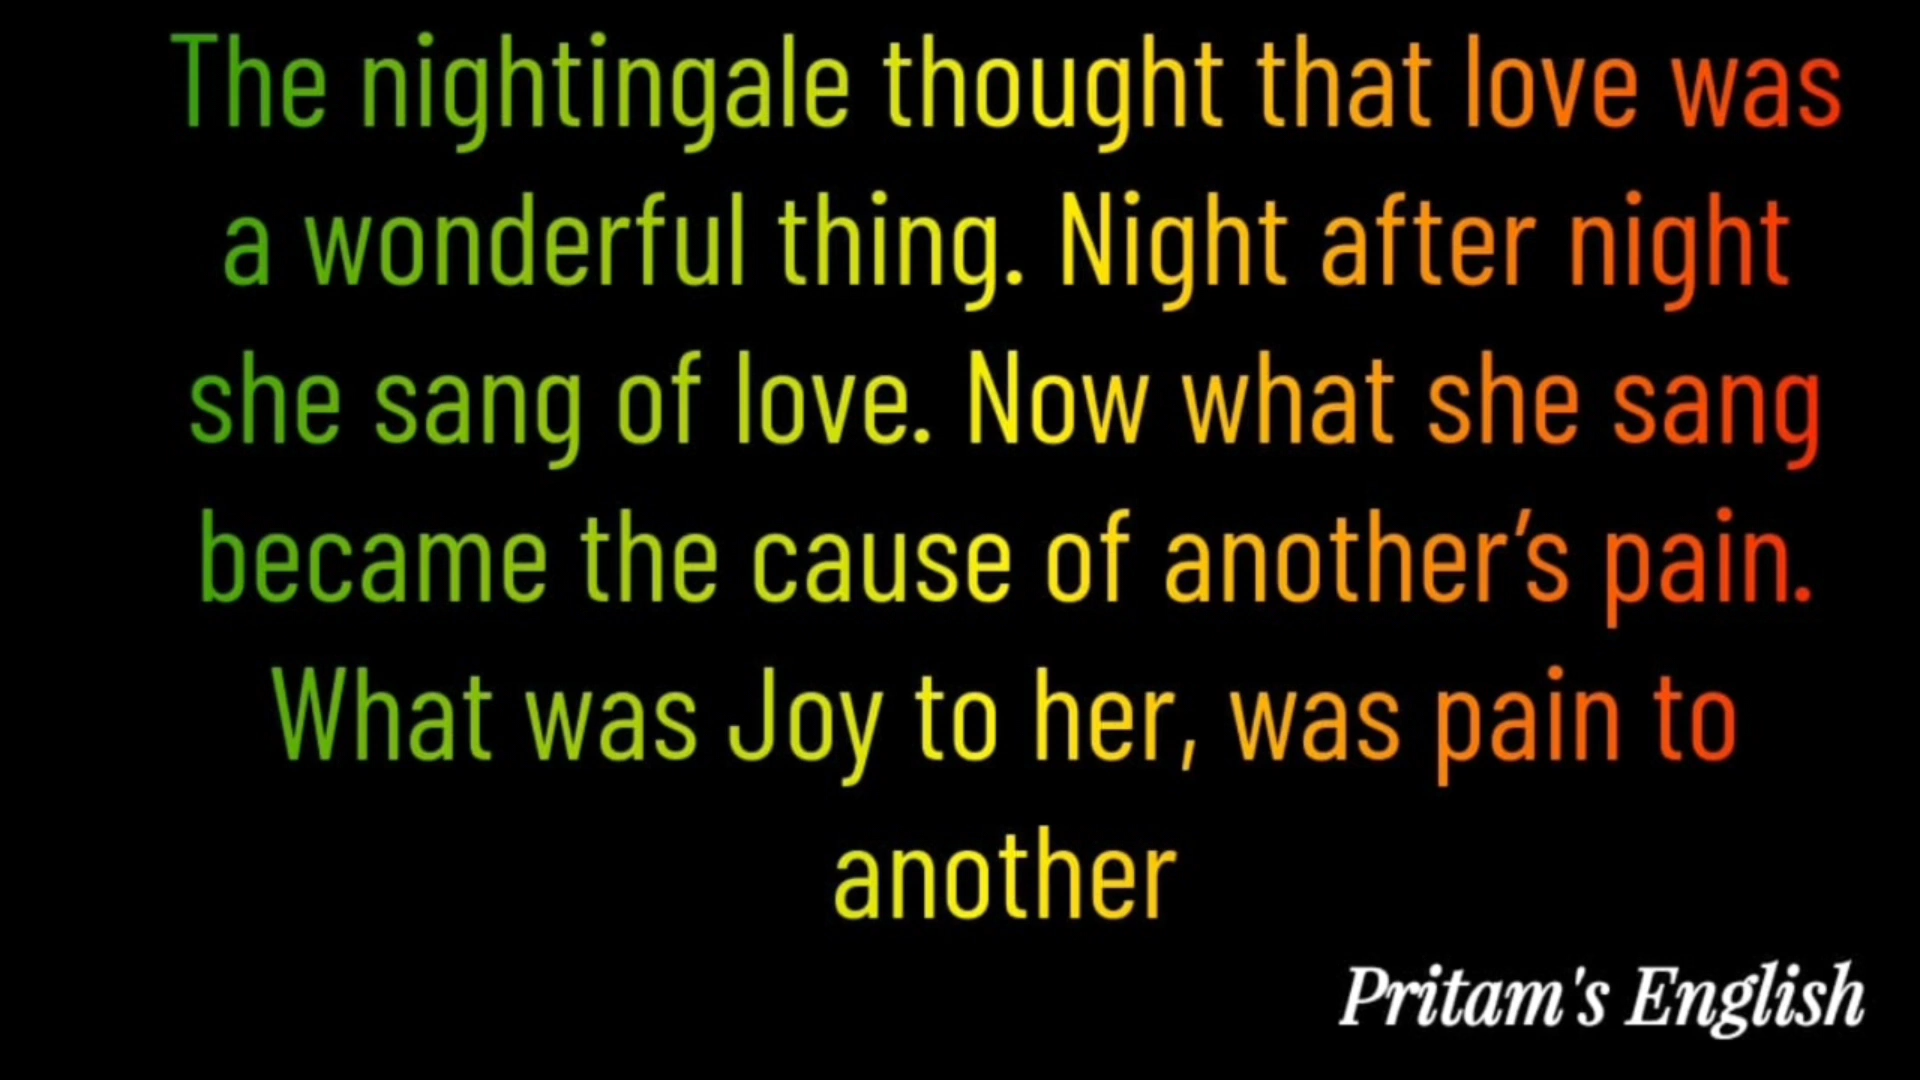 The nightingale thought that love was
a wonderful thing. Night after night
she sang of love. Now what she sang
became the cause of another’s pain.
What was Joy to her, was pain to
another
Pritam's English